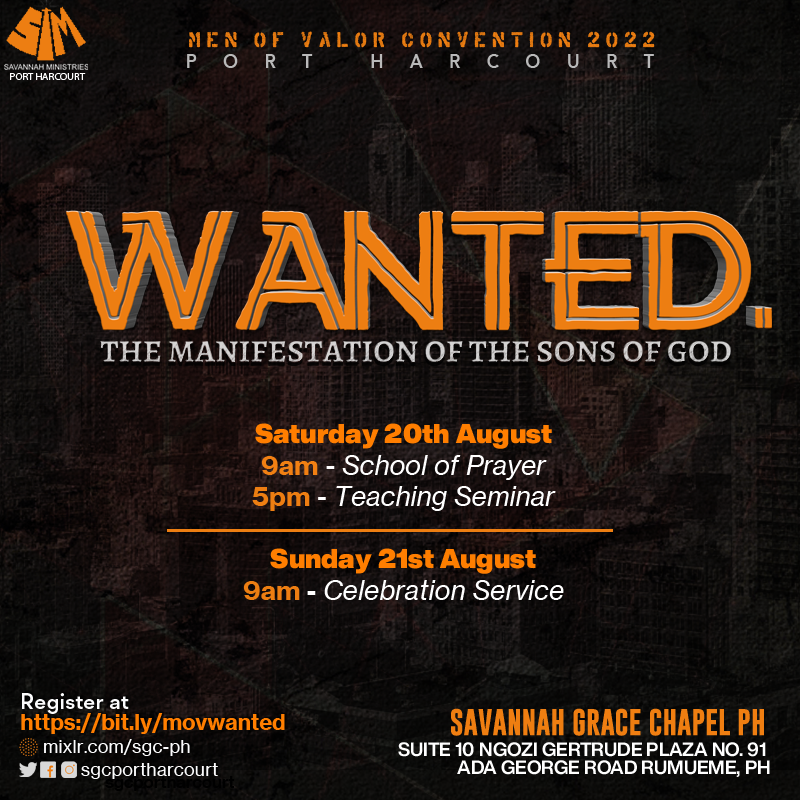 SIM
SAVANNAH MINISTRIES
PORT HARCOURT
MEN OF VALOR CONVENTION 2022
PORT HARCOURT
WANTED.
THE MANIFESTATION OF THE SONS OF GOD
Saturday 20th August
9am - School of Prayer
5pm - Teaching Seminar
Sunday 21st August
9am - Celebration Service
Register at
https://bit.ly/movwanted
mixlr.com/sgc-ph
sgcportharcourt
sgcportharcourt
SAVANNAH GRACE CHAPEL PH
SUITE 10 NGOZI GERTRUDE PLAZA NO. 91
ADA GEORGE ROAD RUMUEME, PH